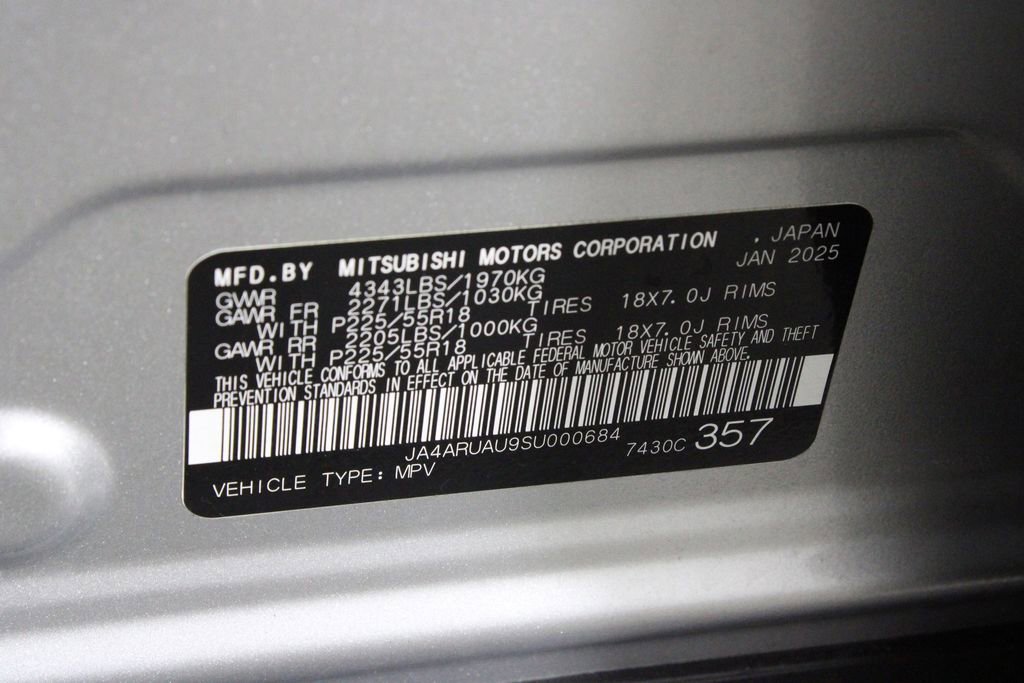 MFD.BY MITSUBISHI MOTORS CORPORATION . JAPAN
JAN 2025
GVWR 4343LBS/1970KG
GAWR FR 2271LBS/1030KG
WITH P225/55R18 TIRES 18X7.0J RIMS
GAWR RR 2205LBS/1000KG
WITH P225/55R18 TIRES 18X7.0J RIMS
THIS VEHICLE CONFORMS TO ALL APPLICABLE FEDERAL MOTOR VEHICLE SAFETY AND THEFT
PREVENTION STANDARDS IN EFFECT ON THE DATE OF MANUFACTURE SHOWN ABOVE.
JA4ARUAU9SU000684
7430C 357
VEHICLE TYPE: MPV